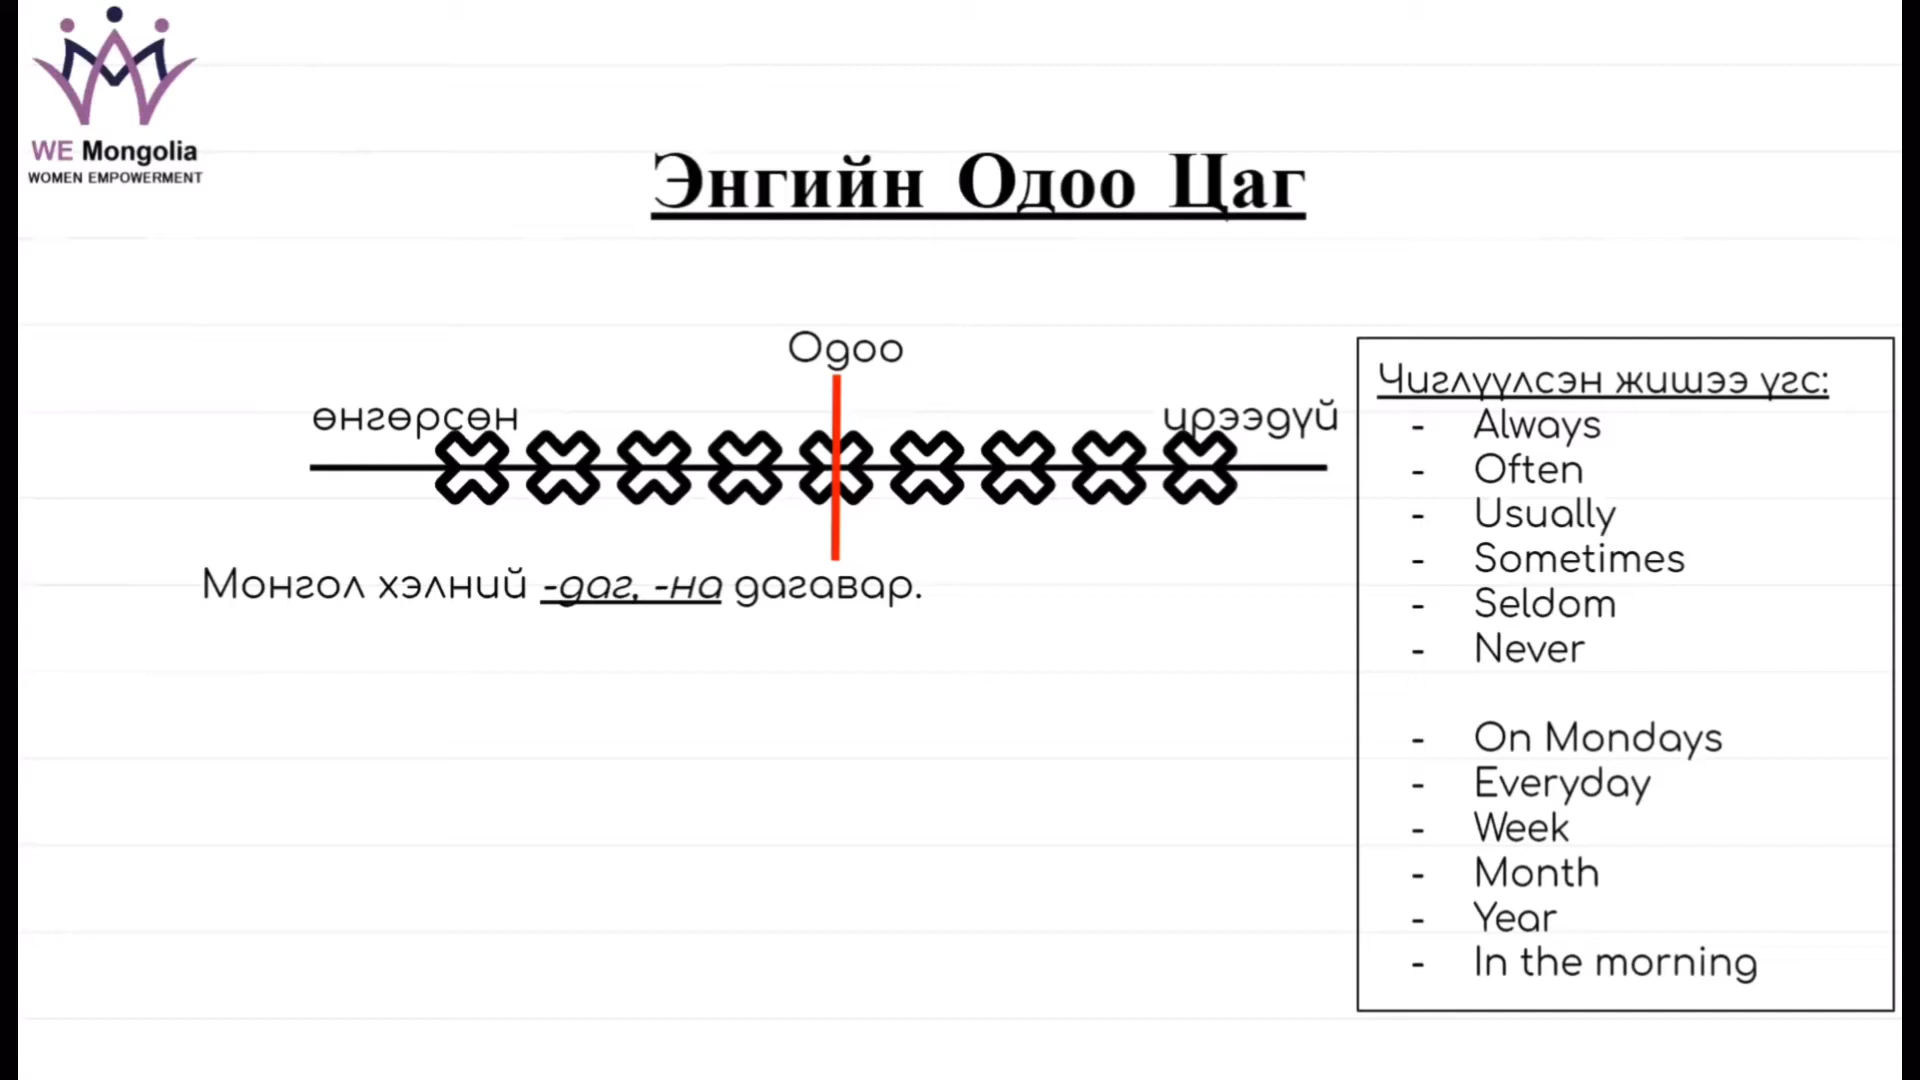 WE Mongolia
WOMEN EMPOWERMENT
Энгийн Одоо Цаг
Одоо
өнгөрсөн
ирээдүй
Монгол хэлний -даг, -на дагавар.
Чиглүүлсэн жишээ үгс:
- Always
- Often
- Usually
- Sometimes
- Seldom
- Never
- On Mondays
- Everyday
- Week
- Month
- Year
- In the morning